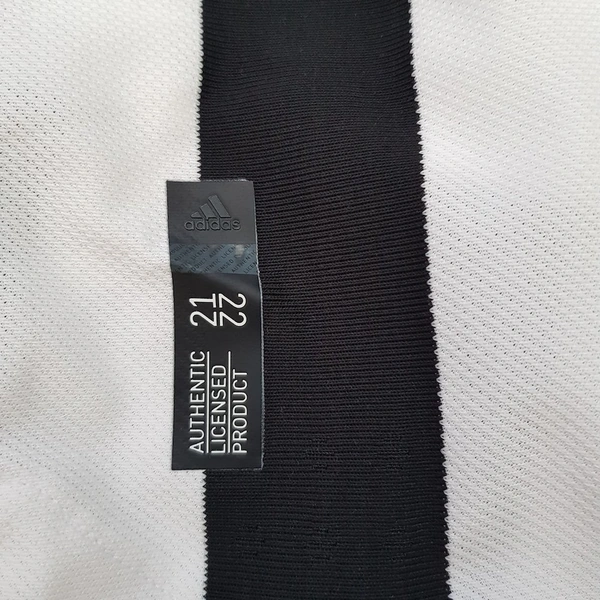 adidas
21
22
AUTHENTIC
LICENSED
PRODUCT